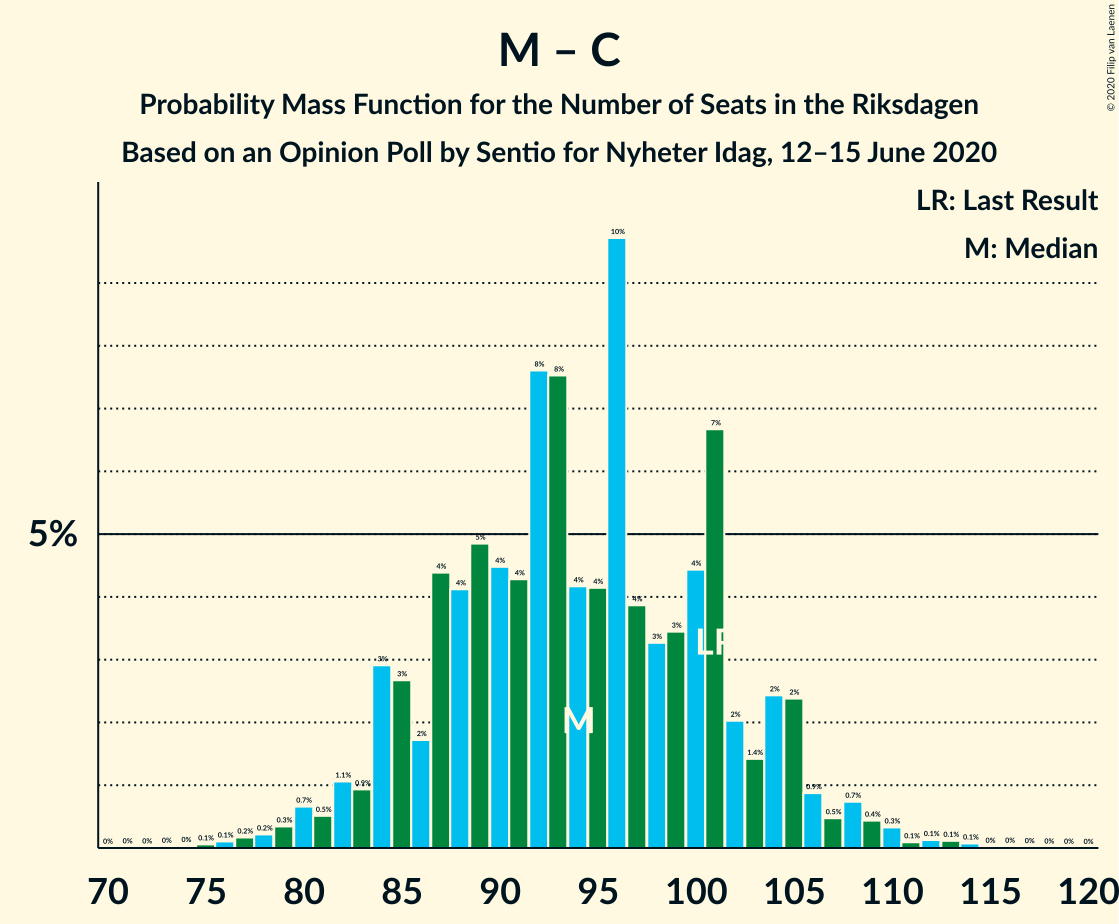 M – C
Probability Mass Function for the Number of Seats in the Riksdagen
Based on an Opinion Poll by Sentio for Nyheter Idag, 12–15 June 2020
© 2020 Filip van Laenen
LR: Last Result
M: Median
5%
0% 0% 0% 0% 0% 0.1% 0.1% 0.2% 0.2% 0.3% 0.7% 0.5% 1.1% 0.9% 3% 3% 2% 4% 4% 5% 4% 4% 8% 8% 4% 4% 10% 4% 3% 3% 4% 7% 2% 1.4% 2% 2% 0.9% 0.5% 0.7% 0.4% 0.3% 0.1% 0.1% 0.1% 0.1% 0% 0% 0% 0% 0% 0%
LR
M
70 75 80 85 90 95 100 105 110 115 120